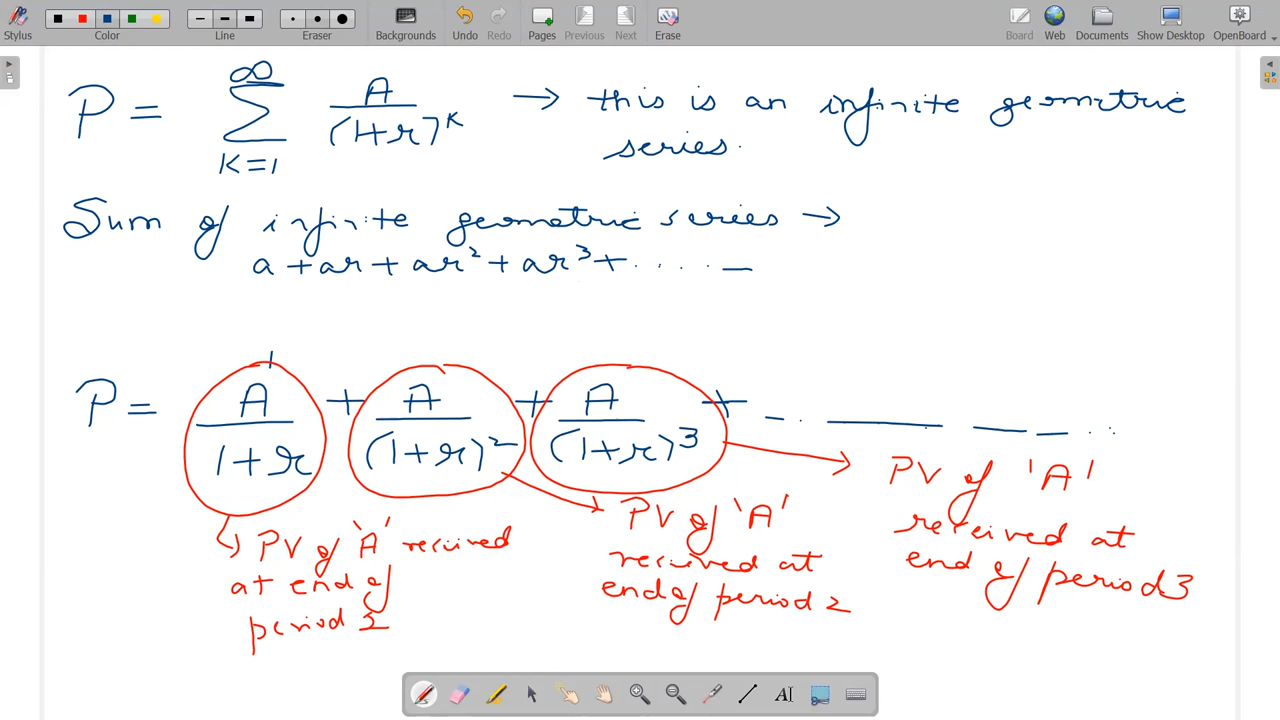 Stylus
Color
Line
Eraser
Backgrounds
Undo
Redo
Pages
Previous
Next
Erase
Board
Web
Documents
Show Desktop
OpenBoard
P = ∑ k=1 ∞ A/(1+r)^k → this is an infinite geometric
series.
Sum of infinite geometric series →
a + ar + ar² + ar³ + .... _
P = A/(1+r) + A/(1+r)² + A/(1+r)³ + _ . ___ __ _ ..
PV of 'A' received
at end of
period 1
PV of 'A'
received at
end of period 2
PV of 'A'
received at
end of period 3